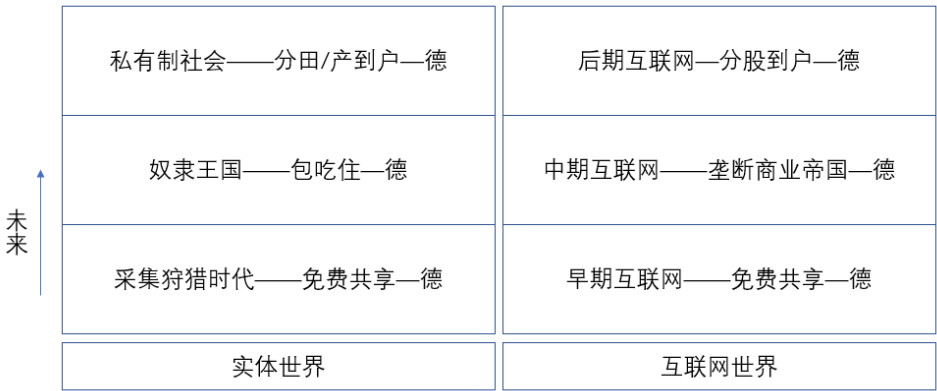 私有制社会——分田/产到户—德
后期互联网—分股到户—德
奴隶王国——包吃住—德
中期互联网——垄断商业帝国—德
未来
采集狩猎时代——免费共享—德
早期互联网——免费共享—德
实体世界
互联网世界